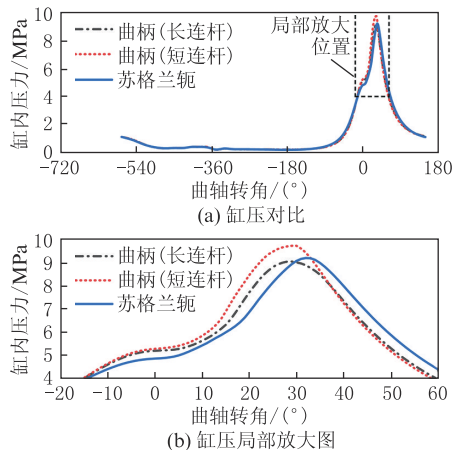 缸内压力/MPa
10
8
6
4
2
0
曲柄(长连杆)
曲柄(短连杆)
苏格兰轭
局部放大
位置
-720 -540 -360 -180 0 180
曲轴转角/(°)
(a) 缸压对比
缸内压力/MPa
10
9
8
7
6
5
4
曲柄(长连杆)
曲柄(短连杆)
苏格兰轭
-20 -10 0 10 20 30 40 50 60
曲轴转角/(°)
(b) 缸压局部放大图